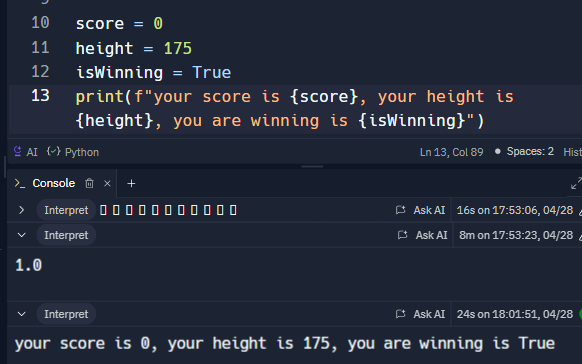 10 score = 0
11 height = 175
12 isWinning = True
13 print(f"your score is {score}, your height is
{height}, you are winning is {isWinning}")
AI {} Python Ln 13, Col 89 • Spaces: 2 Hist
>_ Console × +
> Interpret ▯ ▯ ▯ ▯ ▯ ▯ ▯ ▯ ▯ ▯ ▯ Ask AI 16s on 17:53:06, 04/28
Interpret Ask AI 8m on 17:53:23, 04/28
1.0
Interpret Ask AI 24s on 18:01:51, 04/28
your score is 0, your height is 175, you are winning is True